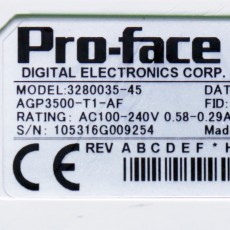 Pro-face
DIGITAL ELECTRONICS CORP.
MODEL:3280035-45 DAT
AGP3500-T1-AF FID:
RATING: AC100-240V 0.58-0.29A
S/N: 105316G009254 Mad
CE REV A B C D E F * H